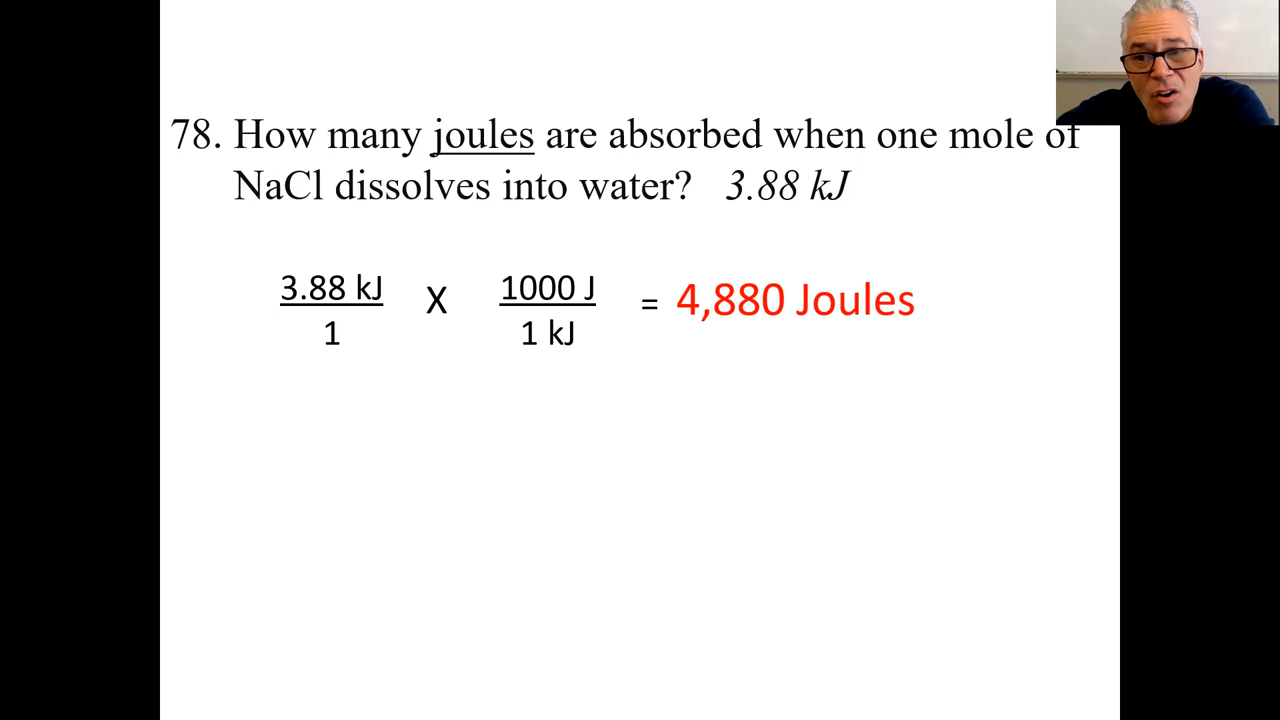 78. How many joules are absorbed when one mole of
NaCl dissolves into water? 3.88 kJ
3.88 kJ X 1000 J = 4,880 Joules
1 1 kJ